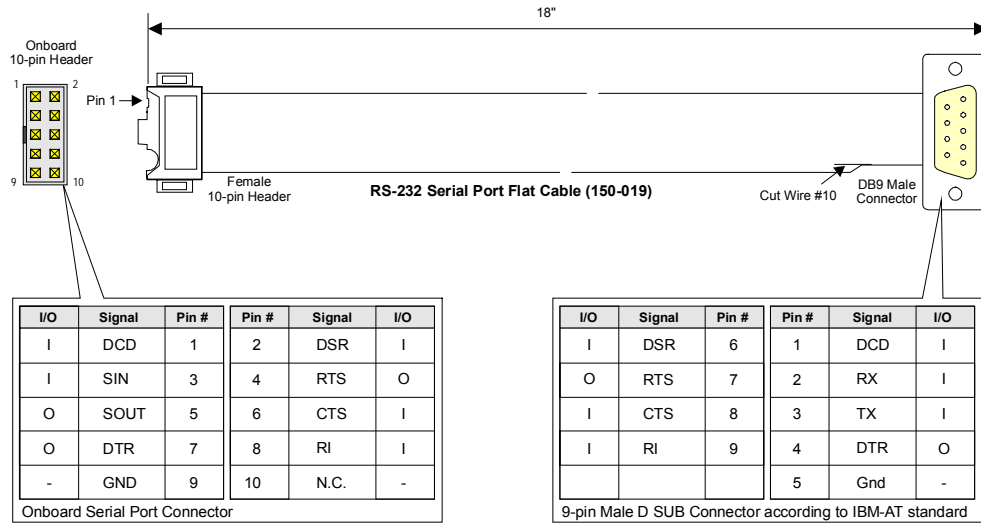 18"
Onboard
10-pin Header
1 2
9 10
Pin 1
Female
10-pin Header
RS-232 Serial Port Flat Cable (150-019)
Cut Wire #10
DB9 Male
Connector
I/O Signal Pin # Pin # Signal I/O
I DCD 1 2 DSR I
I SIN 3 4 RTS O
O SOUT 5 6 CTS I
O DTR 7 8 RI I
- GND 9 10 N.C. -
Onboard Serial Port Connector
I/O Signal Pin # Pin # Signal I/O
I DSR 6 1 DCD I
O RTS 7 2 RX I
I CTS 8 3 TX I
I RI 9 4 DTR O
5 Gnd -
9-pin Male D SUB Connector according to IBM-AT standard